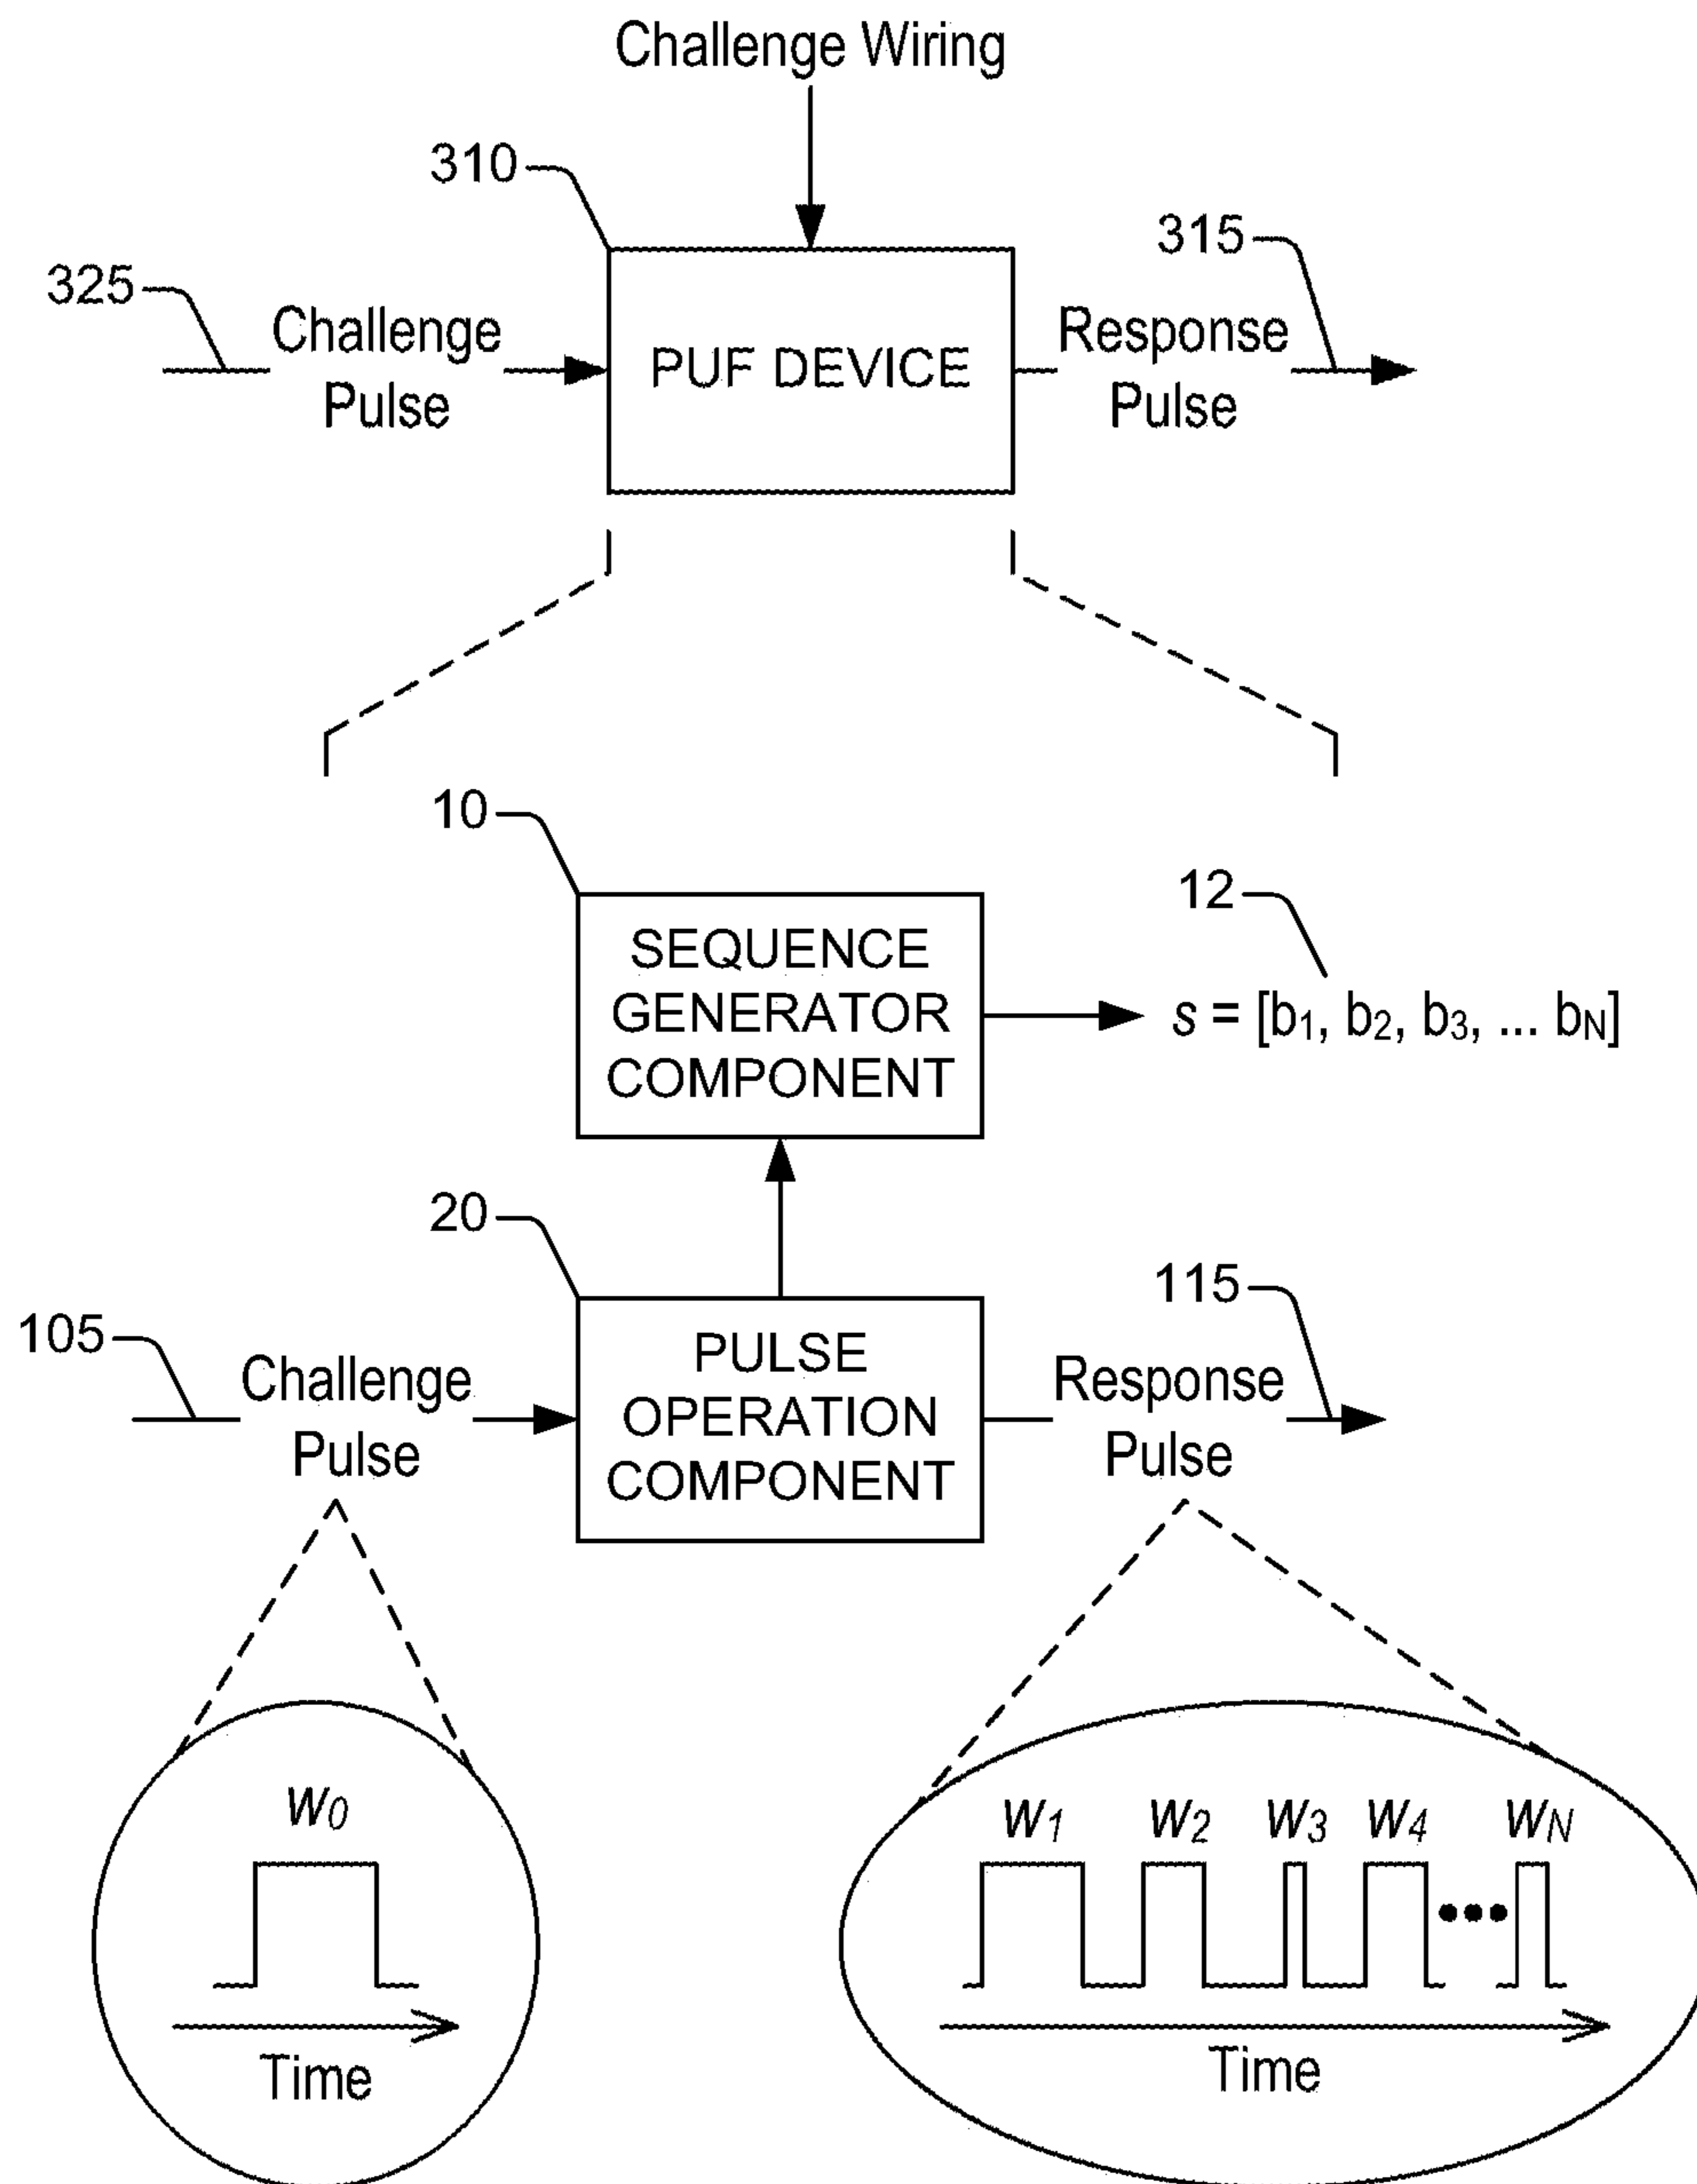 Challenge Wiring
310
315
325
Challenge
Pulse
PUF DEVICE
Response
Pulse
10
12
SEQUENCE
GENERATOR
COMPONENT
s = [b1, b2, b3, ... bN]
20
115
105
Challenge
Pulse
PULSE
OPERATION
COMPONENT
Response
Pulse
W0
W1 W2 W3 W4 WN
Time
Time